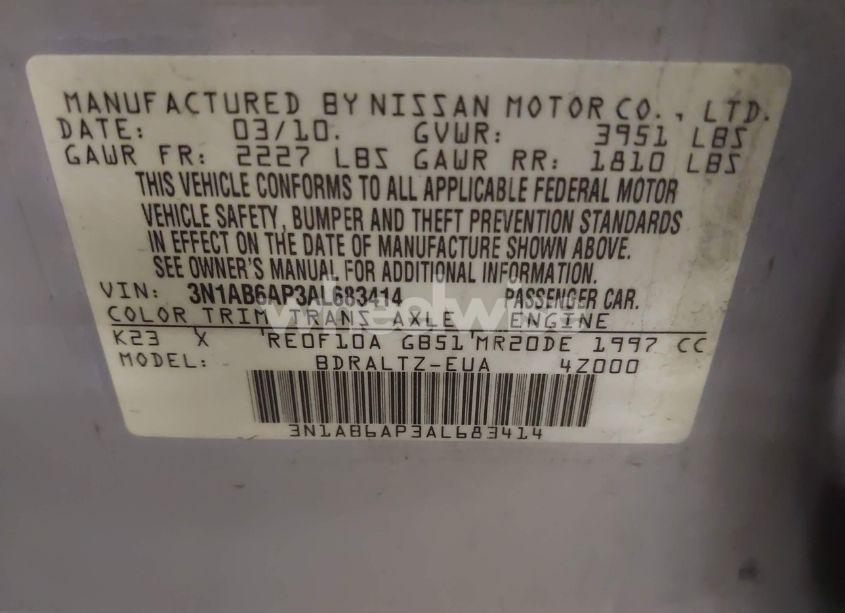 MANUFACTURED BY NISSAN MOTOR CO., LTD.
DATE: 03/10. GVWR: 3951 LBS
GAWR FR: 2227 LBS GAWR RR: 1810 LBS
THIS VEHICLE CONFORMS TO ALL APPLICABLE FEDERAL MOTOR
VEHICLE SAFETY, BUMPER AND THEFT PREVENTION STANDARDS
IN EFFECT ON THE DATE OF MANUFACTURE SHOWN ABOVE.
SEE OWNER'S MANUAL FOR ADDITIONAL INFORMATION.
VIN: 3N1AB6AP3AL683414 PASSENGER CAR.
COLOR TRIM TRANS AXLE ENGINE
K23 X RE0F10A GB51 MR20DE 1997 CC
MODEL: BDRALTZ-EUA 4Z000
3N1AB6AP3AL683414